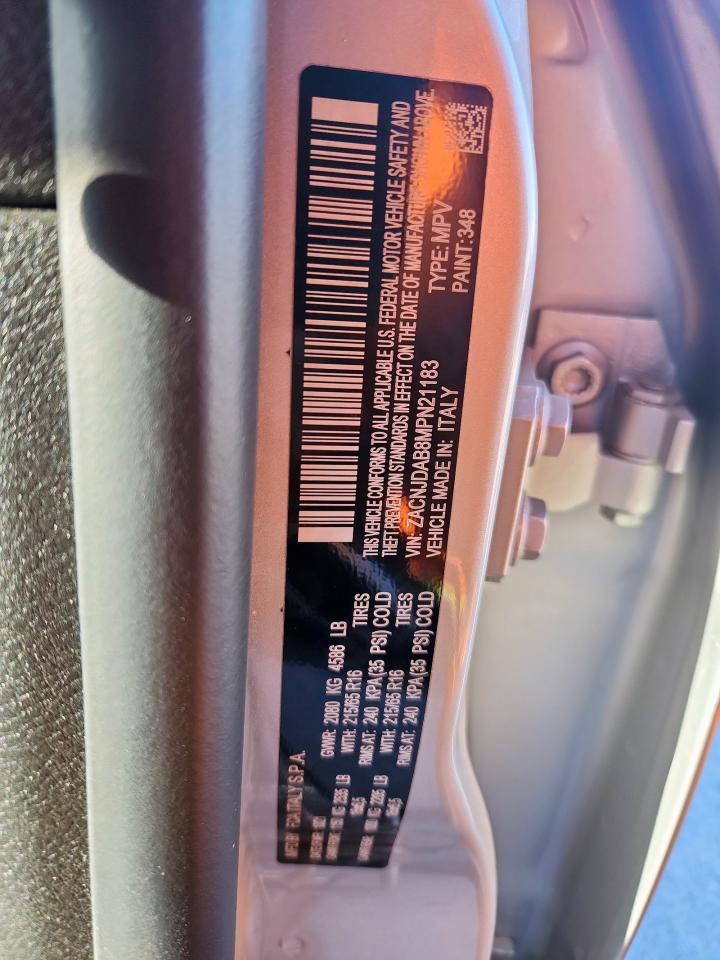 MFD BY FCA ITALY S.P.A.
GWR: 2080 KG 4586 LB
WITH: 215/65 R16 TIRES
RIMS AT: 240 KPA(35 PSI) COLD
WITH: 215/65 R16 TIRES
RIMS AT: 240 KPA(35 PSI) COLD
THIS VEHICLE CONFORMS TO ALL APPLICABLE U.S. FEDERAL MOTOR VEHICLE SAFETY AND
THEFT PREVENTION STANDARDS IN EFFECT ON THE DATE OF MANUFACTURE SHOWN ABOVE.
VIN: ZACNJDAB8MPN21183 TYPE: MPV
VEHICLE MADE IN: ITALY PAINT: 348